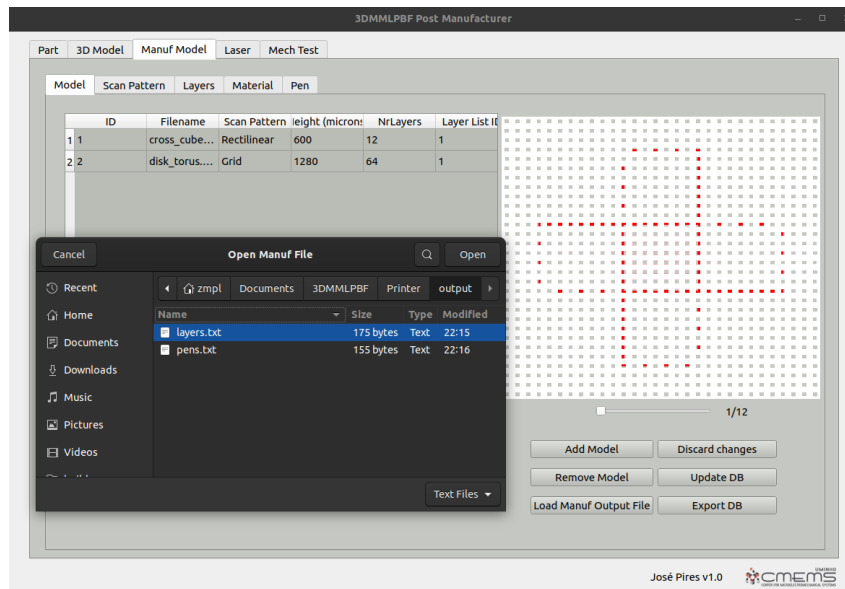 3DMMLPBF Post Manufacturer
Part 3D Model Manuf Model Laser Mech Test
Model Scan Pattern Layers Material Pen
ID Filename Scan Pattern leight (microns NrLayers Layer List ID
1 1 cross_cube... Rectilinear 600 12 1
2 2 disk_torus.... Grid 1280 64 1
Cancel Open Manuf File Open
Recent zmpl Documents 3DMMLPBF Printer output
Home Name Size Type Modified
layers.txt 175 bytes Text 22:15
Documents pens.txt 155 bytes Text 22:16
Downloads
Music
Pictures
Videos
Text Files
1/12
Add Model Discard changes
Remove Model Update DB
Load Manuf Output File Export DB
José Pires v1.0 CMEMS